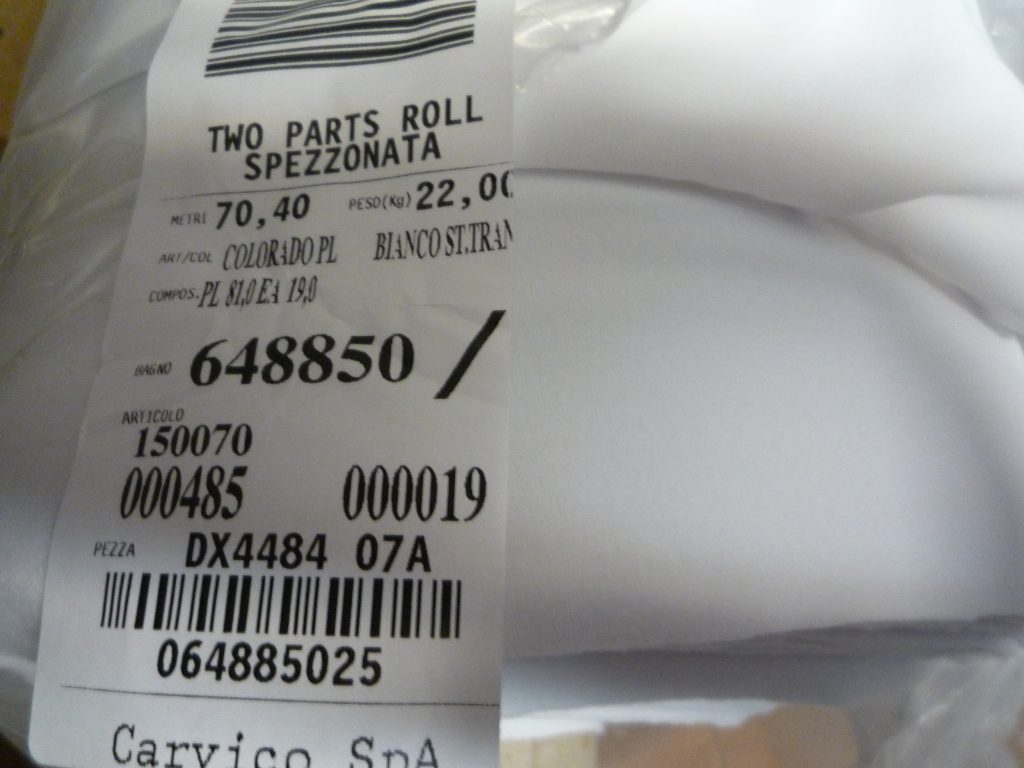 TWO PARTS ROLL
SPEZZONATA
METRI 70,40 PESO(Kg) 22,00
ART/COL COLORADO PL BIANCO ST.TRAN
COMPOS. PL 81,0 EA 19,0
BAGNO 648850 /
ARTICOLO
150070
000485 000019
PEZZA DX4484 07A
064885025
Carvico SpA